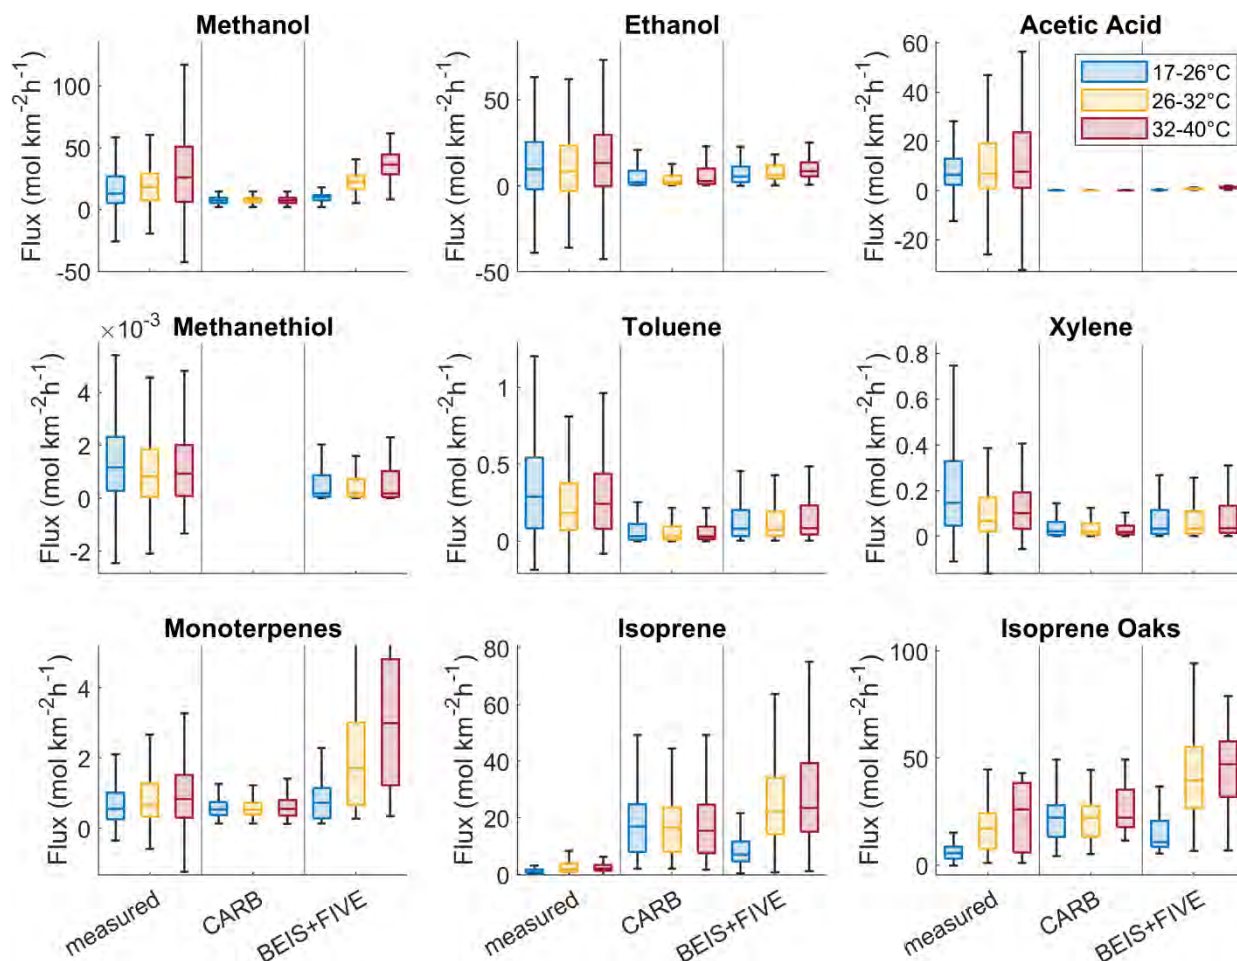 Methanol
Flux (mol km-2h-1)
100
50
0
-50
Ethanol
Flux (mol km-2h-1)
50
0
-50
Acetic Acid
Flux (mol km-2h-1)
60
40
20
0
-20
17-26°C
26-32°C
32-40°C
Methanethiol
×10-3
Flux (mol km-2h-1)
4
2
0
-2
Toluene
Flux (mol km-2h-1)
1
0.5
0
Xylene
Flux (mol km-2h-1)
0.8
0.6
0.4
0.2
0
Monoterpenes
Flux (mol km-2h-1)
4
2
0
measured
CARB
BEIS+FIVE
Isoprene
Flux (mol km-2h-1)
80
60
40
20
0
measured
CARB
BEIS+FIVE
Isoprene Oaks
Flux (mol km-2h-1)
100
50
0
measured
CARB
BEIS+FIVE